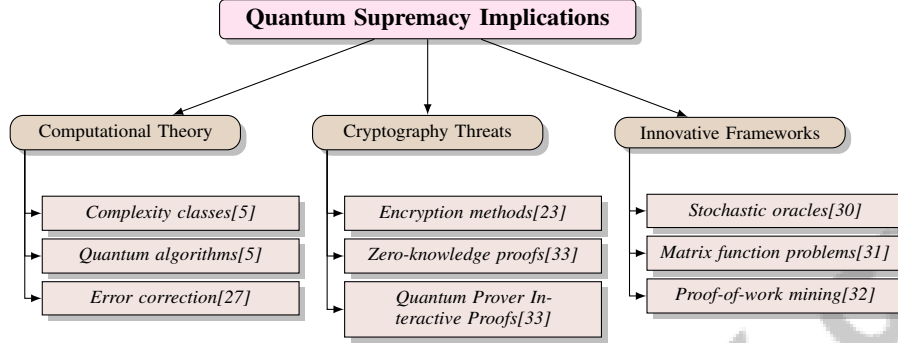 Quantum Supremacy Implications
Computational Theory
Complexity classes[5]
Quantum algorithms[5]
Error correction[27]
Cryptography Threats
Encryption methods[23]
Zero-knowledge proofs[33]
Quantum Prover In-
teractive Proofs[33]
Innovative Frameworks
Stochastic oracles[30]
Matrix function problems[31]
Proof-of-work mining[32]